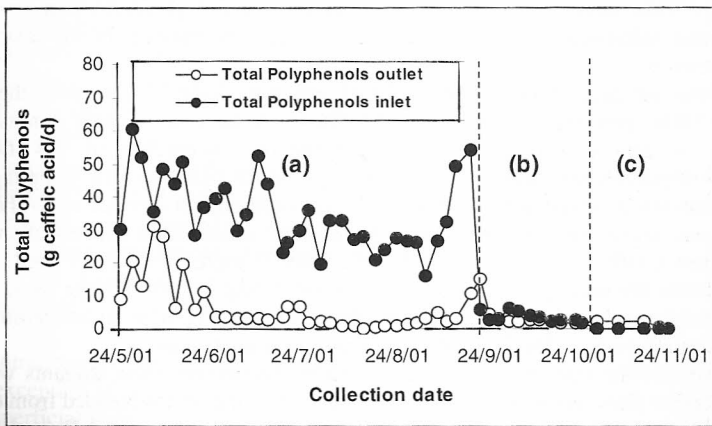 80
70
60
50
40
30
20
10
0
Total Polyphenols
(g caffeic acid/d)
Total Polyphenols outlet
Total Polyphenols inlet
(a)
(b)
(c)
24/5/01 24/6/01 24/7/01 24/8/01 24/9/01 24/10/01 24/11/01
Collection date